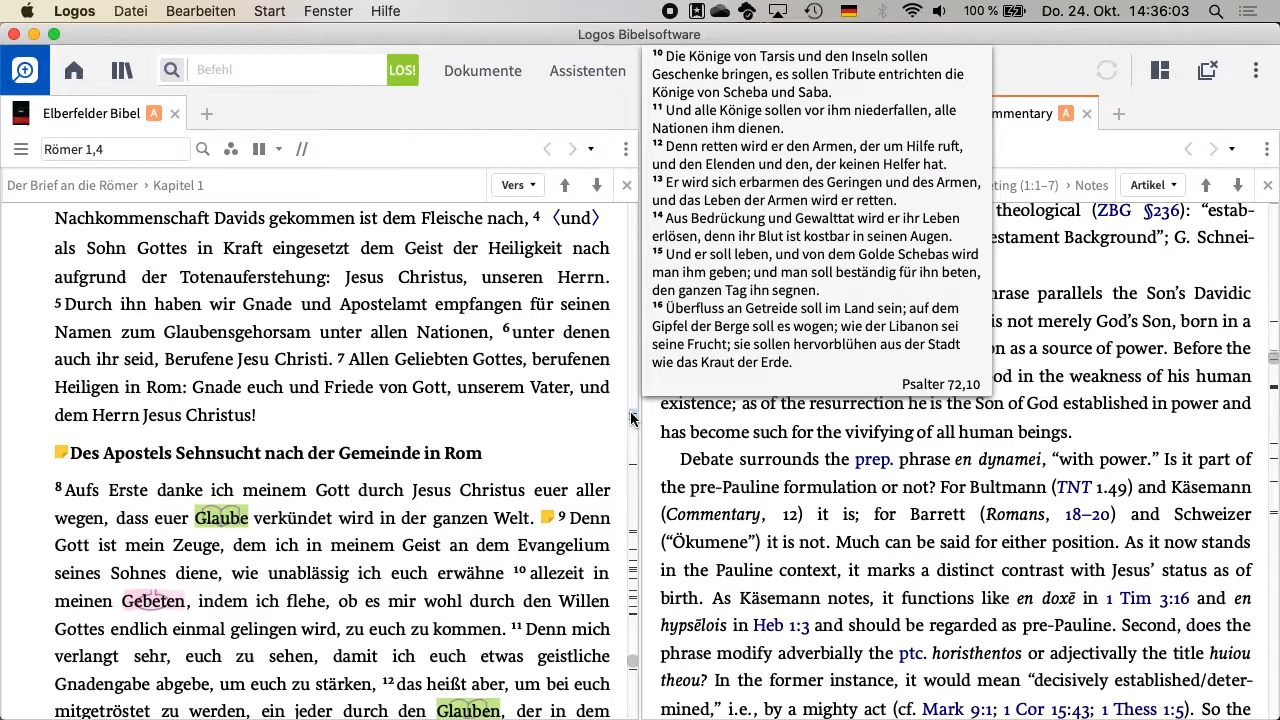 Logos Datei Bearbeiten Start Fenster Hilfe 100 % Do. 24. Okt. 14:36:03
Logos Bibelsoftware
Befehl LOS! Dokumente Assistenten
Elberfelder Bibel A
Römer 1,4
Der Brief an die Römer › Kapitel 1 Vers
Nachkommenschaft Davids gekommen ist dem Fleische nach, 4 〈und〉
als Sohn Gottes in Kraft eingesetzt dem Geist der Heiligkeit nach
aufgrund der Totenauferstehung: Jesus Christus, unseren Herrn.
5 Durch ihn haben wir Gnade und Apostelamt empfangen für seinen
Namen zum Glaubensgehorsam unter allen Nationen, 6 unter denen
auch ihr seid, Berufene Jesu Christi. 7 Allen Geliebten Gottes, berufenen
Heiligen in Rom: Gnade euch und Friede von Gott, unserem Vater, und
dem Herrn Jesus Christus!
Des Apostels Sehnsucht nach der Gemeinde in Rom
8 Aufs Erste danke ich meinem Gott durch Jesus Christus euer aller
wegen, dass euer Glaube verkündet wird in der ganzen Welt. 9 Denn
Gott ist mein Zeuge, dem ich in meinem Geist an dem Evangelium
seines Sohnes diene, wie unablässig ich euch erwähne 10 allezeit in
meinen Gebeten, indem ich flehe, ob es mir wohl durch den Willen
Gottes endlich einmal gelingen wird, zu euch zu kommen. 11 Denn mich
verlangt sehr, euch zu sehen, damit ich euch etwas geistliche
Gnadengabe abgebe, um euch zu stärken, 12 das heißt aber, um bei euch
mitgetröstet zu werden, ein jeder durch den Glauben, der in dem
10 Die Könige von Tarsis und den Inseln sollen
Geschenke bringen, es sollen Tribute entrichten die
Könige von Scheba und Saba.
11 Und alle Könige sollen vor ihm niederfallen, alle
Nationen ihm dienen.
12 Denn retten wird er den Armen, der um Hilfe ruft,
und den Elenden und den, der keinen Helfer hat.
13 Er wird sich erbarmen des Geringen und des Armen,
und das Leben der Armen wird er retten.
14 Aus Bedrückung und Gewalttat wird er ihr Leben
erlösen, denn ihr Blut ist kostbar in seinen Augen.
15 Und er soll leben, und von dem Golde Schebas wird
man ihm geben; und man soll beständig für ihn beten,
den ganzen Tag ihn segnen.
16 Überfluss an Getreide soll im Land sein; auf dem
Gipfel der Berge soll es wogen; wie der Libanon sei
seine Frucht; sie sollen hervorblühen aus der Stadt
wie das Kraut der Erde.
Psalter 72,10
mmentary A
eting (1:1–7) › Notes Artikel
theological (ZBG §236): “estab-
estament Background”; G. Schnei-
hrase parallels the Son’s Davidic
is not merely God’s Son, born in a
n as a source of power. Before the
od in the weakness of his human
existence; as of the resurrection he is the Son of God established in power and
has become such for the vivifying of all human beings.
Debate surrounds the prep. phrase en dynamei, “with power.” Is it part of
the pre-Pauline formulation or not? For Bultmann (TNT 1.49) and Käsemann
(Commentary, 12) it is; for Barrett (Romans, 18–20) and Schweizer
(“Ökumene”) it is not. Much can be said for either position. As it now stands
in the Pauline context, it marks a distinct contrast with Jesus’ status as of
birth. As Käsemann notes, it functions like en doxē in 1 Tim 3:16 and en
hypsēlois in Heb 1:3 and should be regarded as pre-Pauline. Second, does the
phrase modify adverbially the ptc. horisthentos or adjectivally the title huiou
theou? In the former instance, it would mean “decisively established/deter-
mined,” i.e., by a mighty act (cf. Mark 9:1; 1 Cor 15:43; 1 Thess 1:5). So the